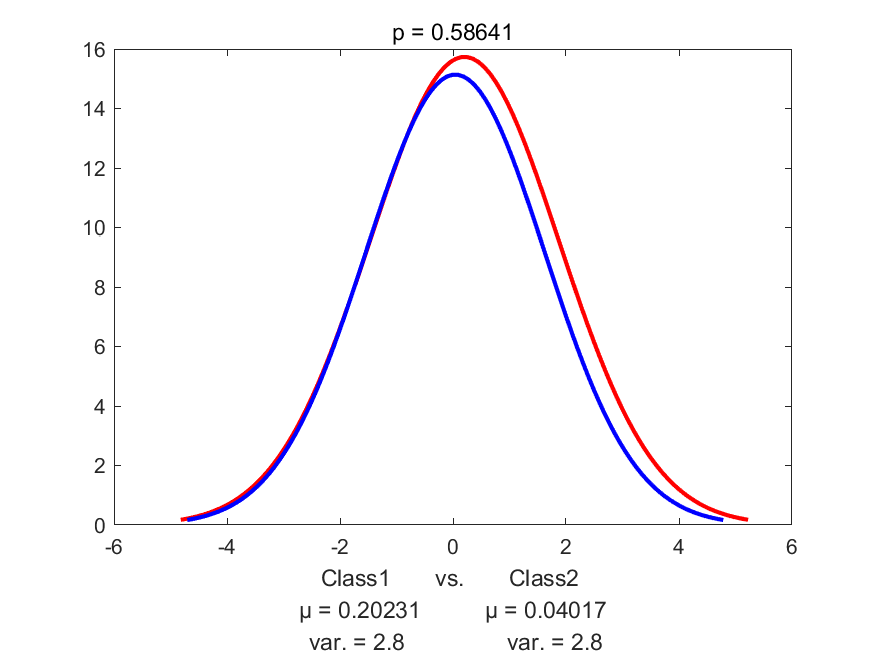 p = 0.58641
16
14
12
10
8
6
4
2
0
-6 -4 -2 0 2 4 6
Class1 vs. Class2
μ = 0.20231 μ = 0.04017
var. = 2.8 var. = 2.8